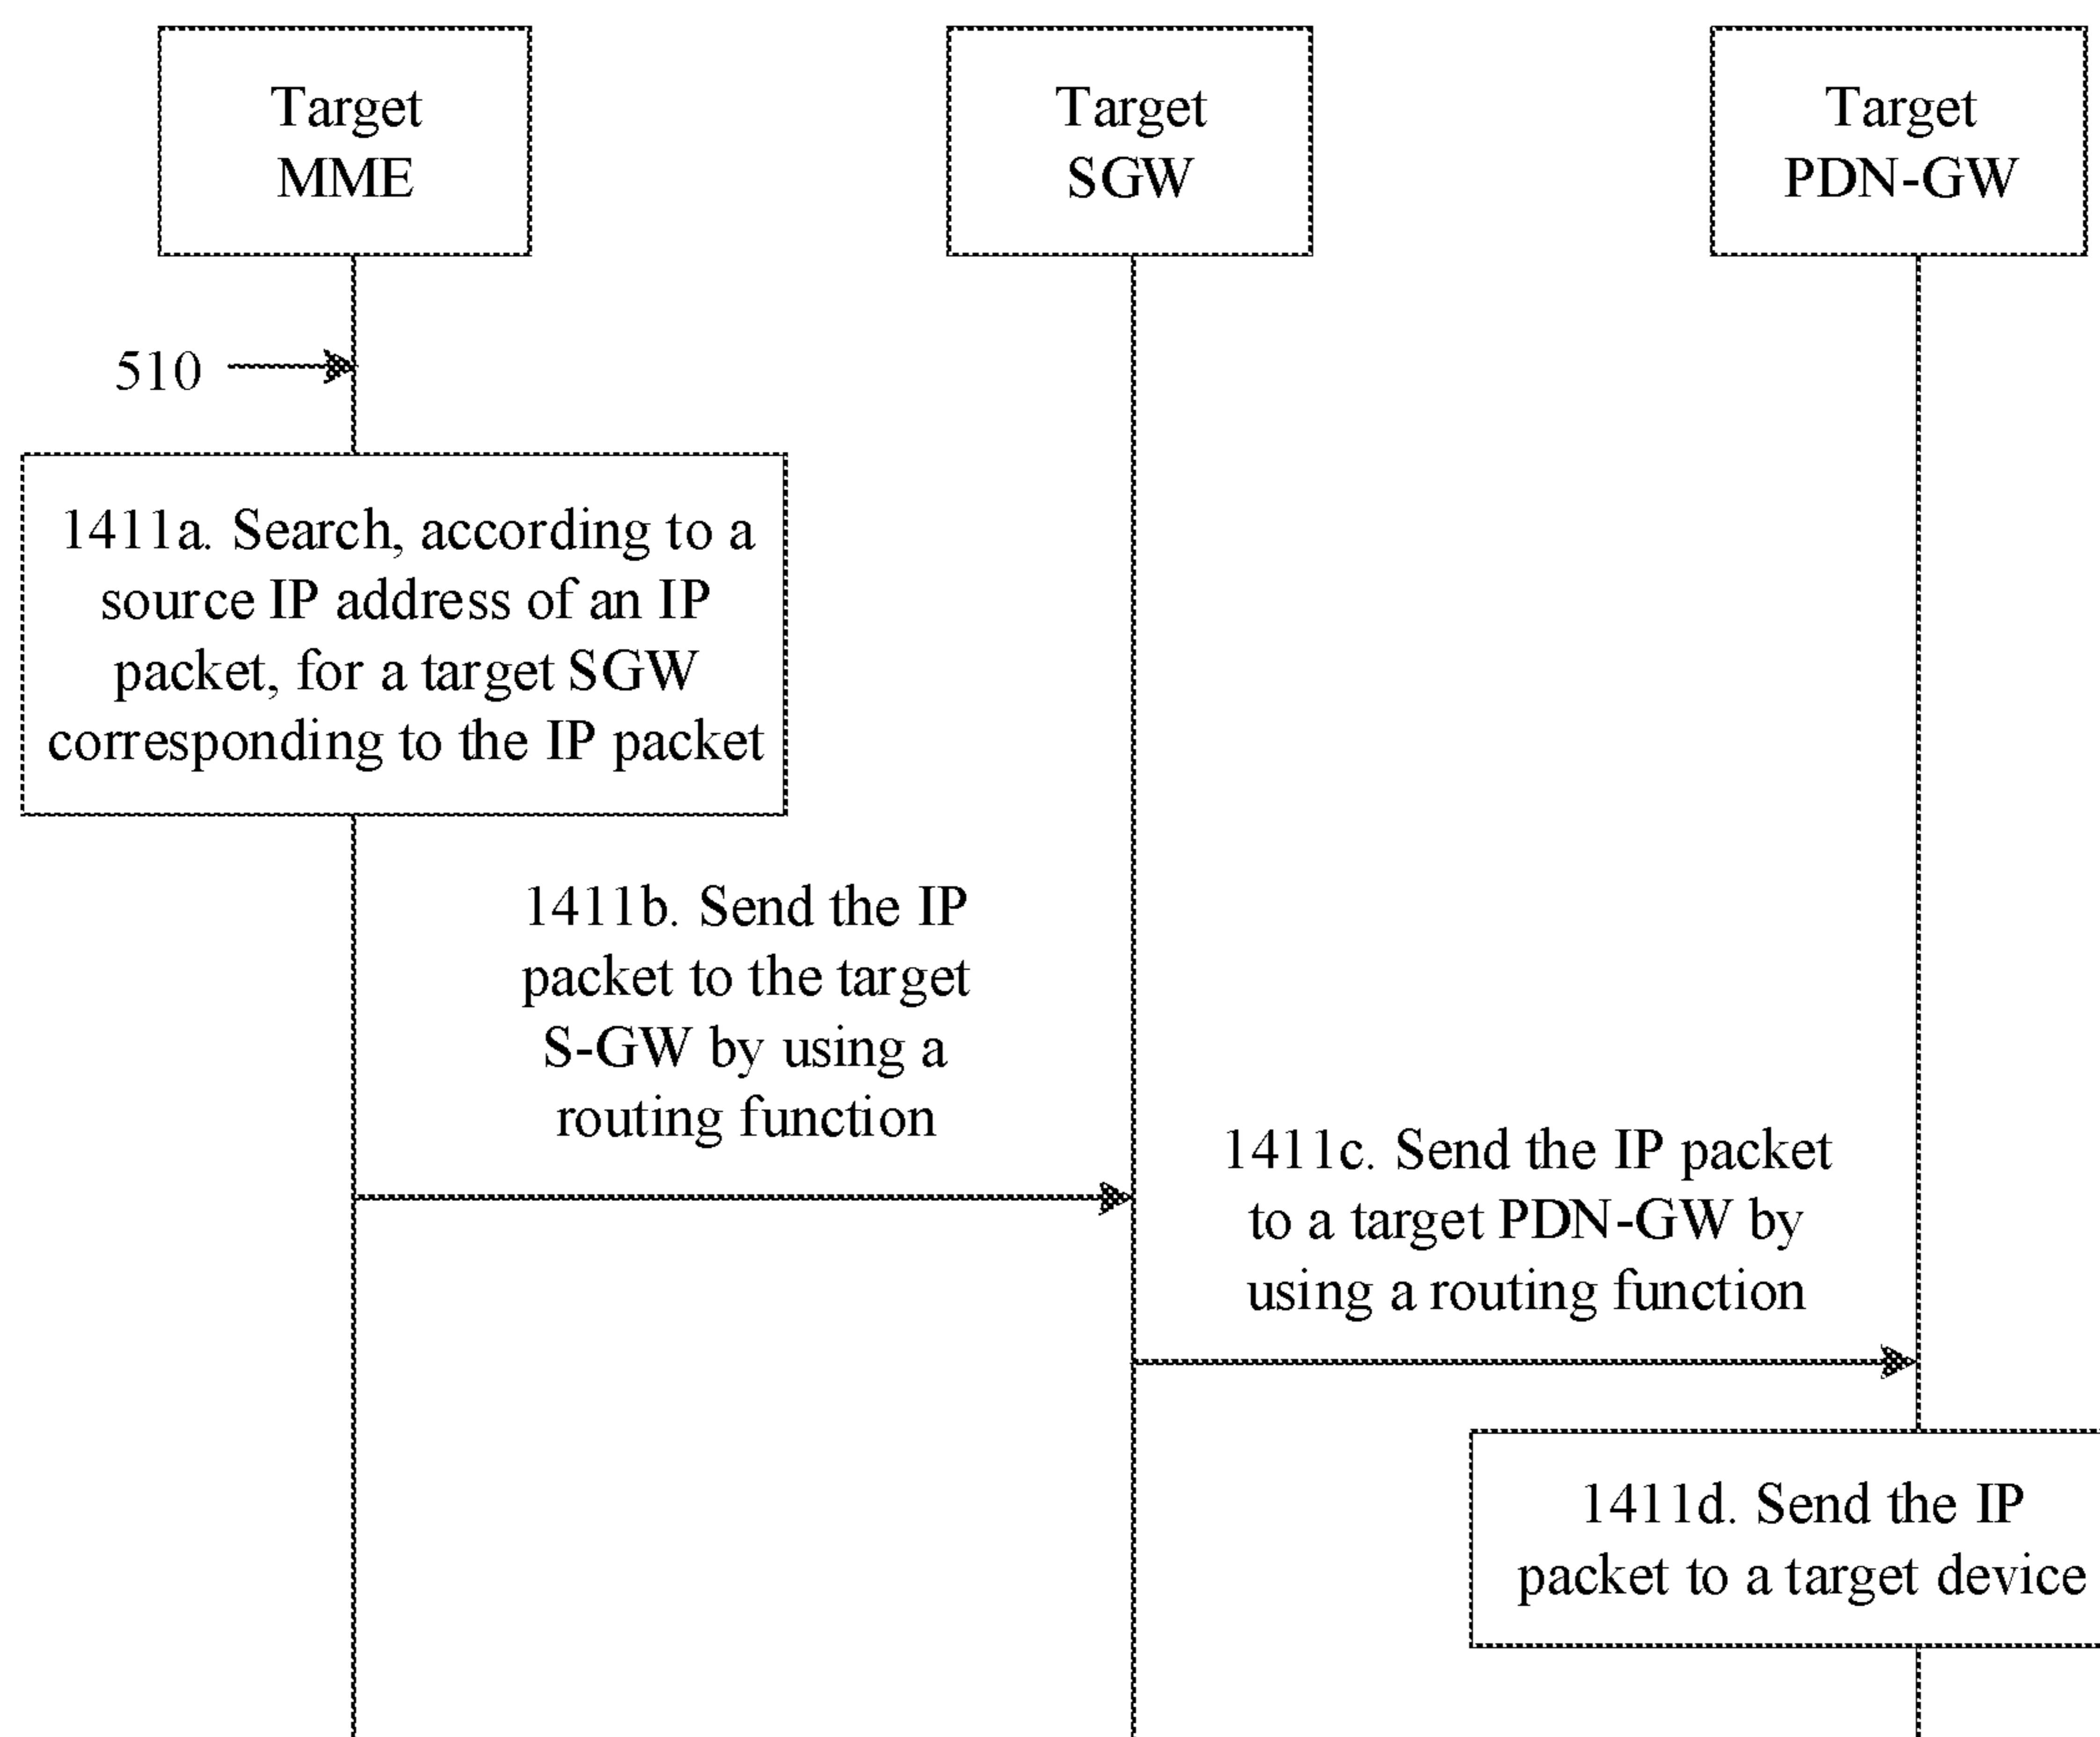 Target
MME
Target
SGW
Target
PDN-GW
510
1411a. Search, according to a
source IP address of an IP
packet, for a target SGW
corresponding to the IP packet
1411b. Send the IP
packet to the target
S-GW by using a
routing function
1411c. Send the IP packet
to a target PDN-GW by
using a routing function
1411d. Send the IP
packet to a target device